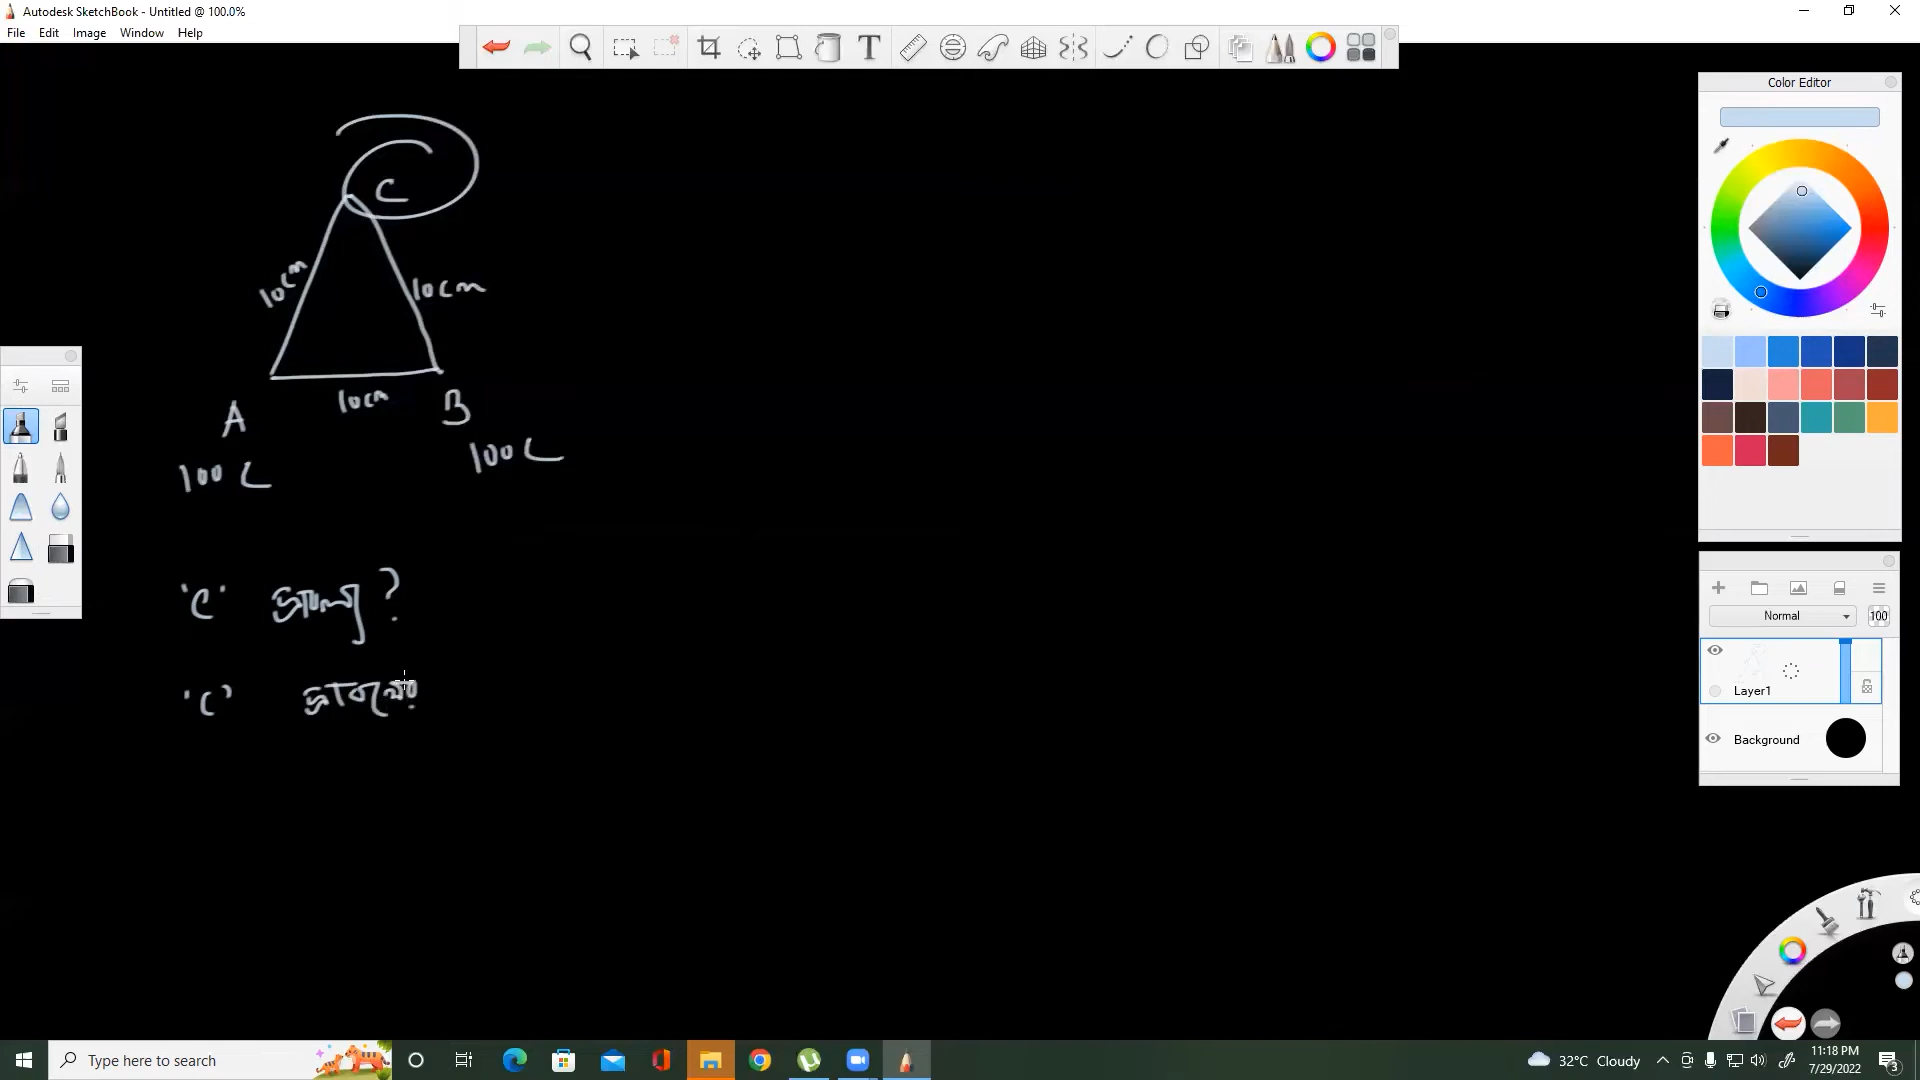 Autodesk SketchBook - Untitled @ 100.0%
File Edit Image Window Help
Color Editor
C
10cm
10cm
10cm
A
B
100 C
100 C
'C' ?
'C'
Normal
100
Layer1
Background
Type here to search
32°C Cloudy
11:18 PM
7/29/2022
3